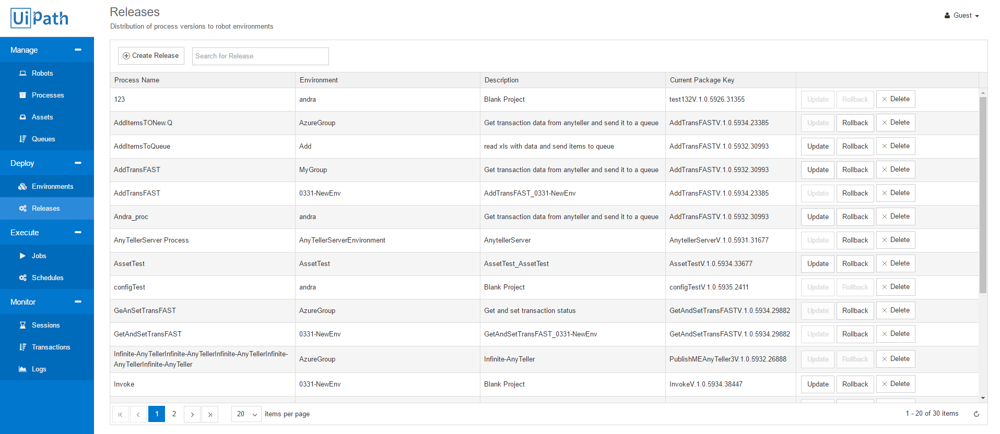 UiPath
Releases
Distribution of process versions to robot environments
Guest
Manage
Robots
Processes
Assets
Queues
Deploy
Environments
Releases
Execute
Jobs
Schedules
Monitor
Sessions
Transactions
Logs
Create Release
Search for Release
Process Name Environment Description Current Package Key
123 andra Blank Project test132V.1.0.5926.31355 Update Rollback Delete
AddItemsTONew.Q AzureGroup Get transaction data from anyteller and send it to a queue AddTransFASTV.1.0.5934.23385 Update Rollback Delete
AddItemsToQueue Add read xls with data and send items to queue AddTransFASTV.1.0.5932.30993 Update Rollback Delete
AddTransFAST MyGroup Get transaction data from anyteller and send it to a queue AddTransFASTV.1.0.5932.30993 Update Rollback Delete
AddTransFAST 0331-NewEnv AddTransFAST_0331-NewEnv AddTransFASTV.1.0.5934.23385 Update Rollback Delete
Andra_proc andra Get transaction data from anyteller and send it to a queue AddTransFASTV.1.0.5932.30993 Update Rollback Delete
AnyTellerServer Process AnyTellerServerEnvironment AnytellerServer AnytellerServerV.1.0.5931.31677 Update Rollback Delete
AssetTest AssetTest AssetTest_AssetTest AssetTestV.1.0.5934.33677 Update Rollback Delete
configTest andra Blank Project configTestV.1.0.5935.2411 Update Rollback Delete
GeAnSetTransFAST AzureGroup Get and set transaction status GetAndSetTransFASTV.1.0.5934.29882 Update Rollback Delete
GetAndSetTransFAST 0331-NewEnv GetAndSetTransFAST_0331-NewEnv GetAndSetTransFASTV.1.0.5934.29882 Update Rollback Delete
Infinite-AnyTellerInfinite-AnyTellerInfinite-AnyTellerInfinite-
AnyTellerInfinite-AnyTeller AzureGroup Infinite-AnyTeller PublishMEAnyTeller3V.1.0.5932.26888 Update Rollback Delete
Invoke 0331-NewEnv Blank Project InvokeV.1.0.5934.38447 Update Rollback Delete
1 2 20 items per page 1 - 20 of 30 items